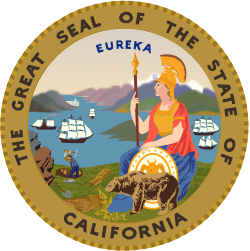 THE GREAT SEAL OF THE STATE OF CALIFORNIA
EUREKA